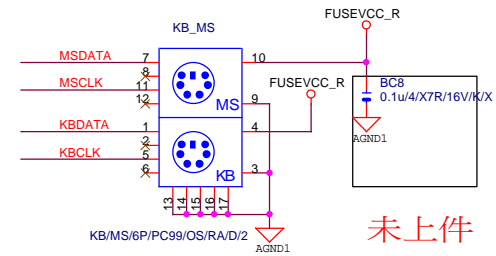 FUSEVCC_R
KB_MS
MSDATA 7
8
MSCLK 11
12
10
MS 9
FUSEVCC_R
BC8
0.1u/4/X7R/16V/K/X
AGND1
KBDATA 1
2
KBCLK 5
6
4
KB 3
13
14
15
16
17
KB/MS/6P/PC99/OS/RA/D/2
AGND1
未上件